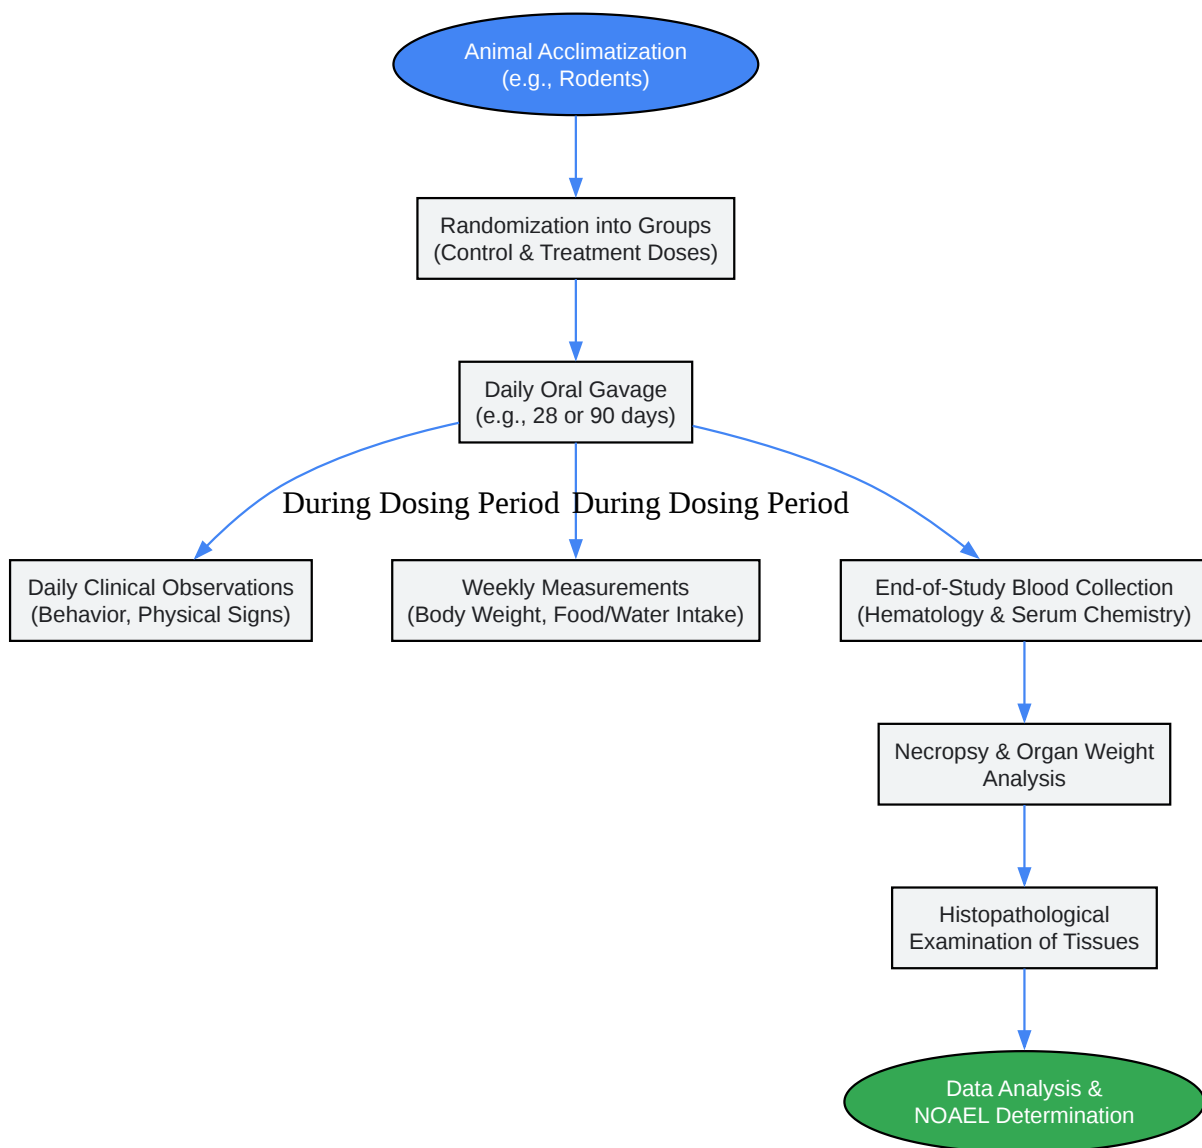 Animal Acclimatization
(e.g., Rodents)
Randomization into Groups
(Control & Treatment Doses)
Daily Oral Gavage
(e.g., 28 or 90 days)
During Dosing Period
During Dosing Period
Daily Clinical Observations
(Behavior, Physical Signs)
Weekly Measurements
(Body Weight, Food/Water Intake)
End-of-Study Blood Collection
(Hematology & Serum Chemistry)
Necropsy & Organ Weight
Analysis
Histopathological
Examination of Tissues
Data Analysis &
NOAEL Determination